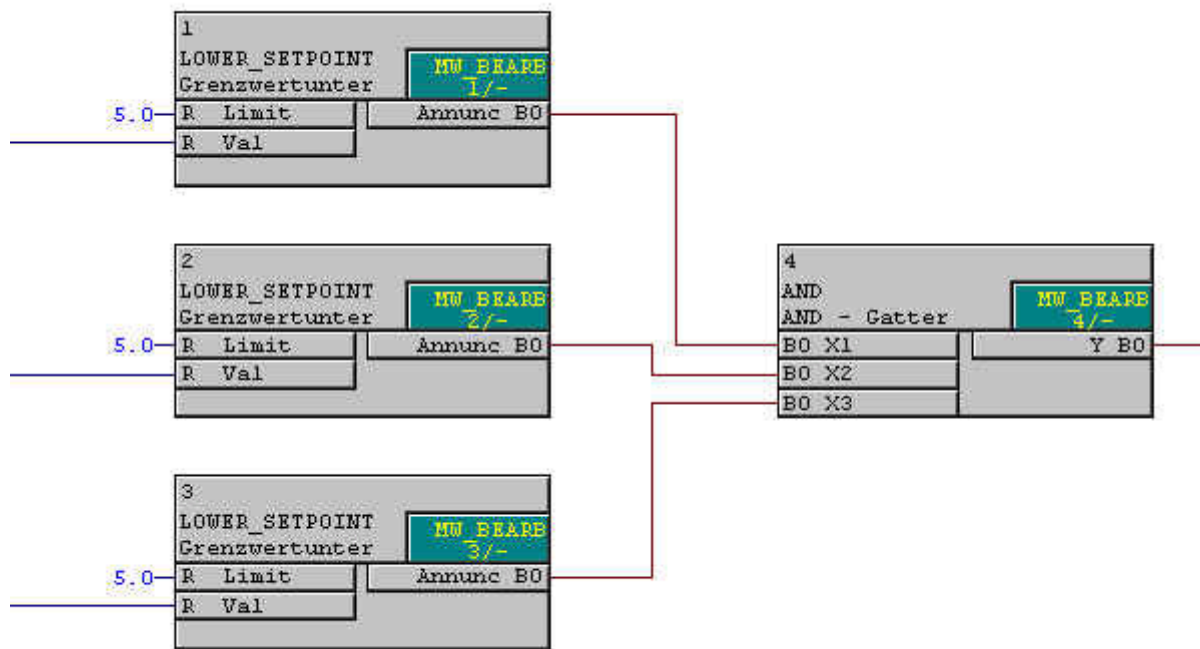 1
LOWER_SETPOINT
MW_BEARB
Grenzwertunter
1/-
5.0 R Limit Annunc BO
R Val
2
LOWER_SETPOINT
MW_BEARB
Grenzwertunter
2/-
5.0 R Limit Annunc BO
R Val
3
LOWER_SETPOINT
MW_BEARB
Grenzwertunter
3/-
5.0 R Limit Annunc BO
R Val
4
AND
MW_BEARB
AND - Gatter
4/-
BO X1 Y BO
BO X2
BO X3